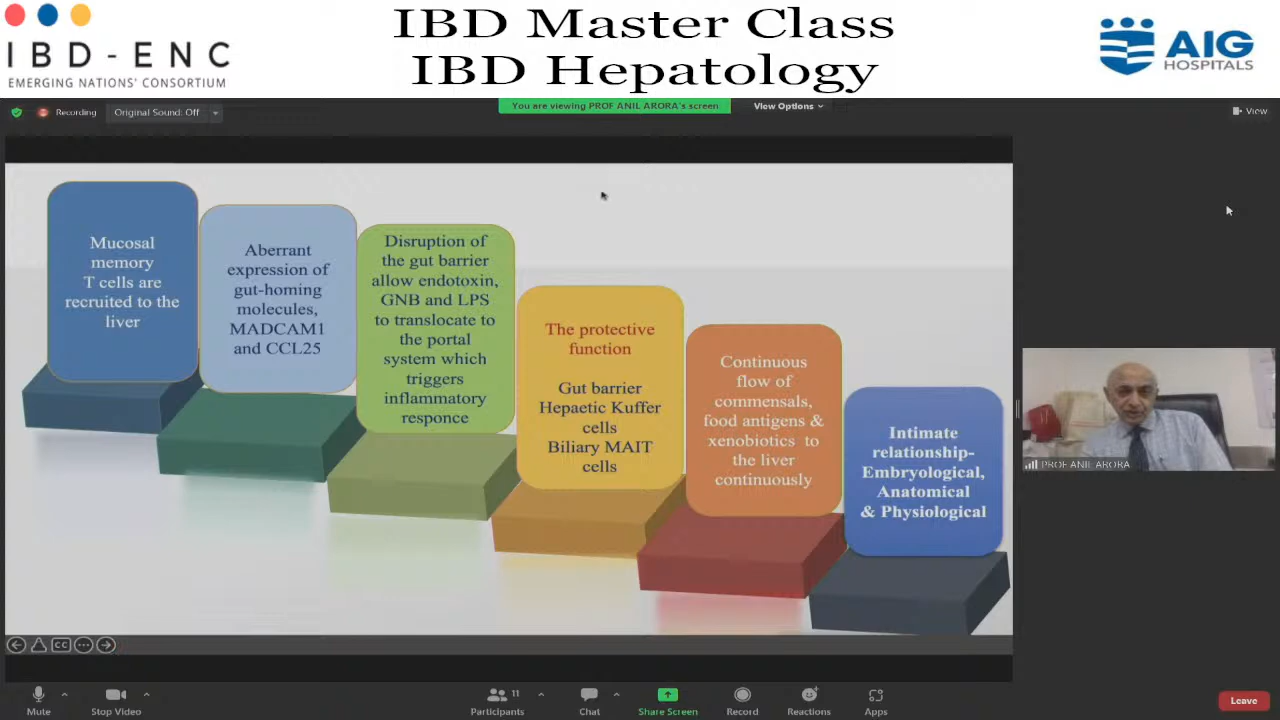 IBD Master Class
IBD Hepatology
IBD-ENC
EMERGING NATIONS' CONSORTIUM
AIG
HOSPITALS
Recording
Original Sound: Off
You are viewing PROF ANIL ARORA's screen
View Options
View
Mucosal
memory
T cells are
recruited to the
liver
Aberrant
expression of
gut-homing
molecules,
MADCAM1
and CCL25
Disruption of
the gut barrier
allow endotoxin,
GNB and LPS
to translocate to
the portal
system which
triggers
inflammatory
responce
The protective
function
Gut barrier
Hepaetic Kuffer
cells
Biliary MAIT
cells
Continuous
flow of
commensals,
food antigens &
xenobiotics to
the liver
continuously
Intimate
relationship-
Embryological,
Anatomical
& Physiological
PROF ANIL ARORA
CC
Mute
Stop Video
11
Participants
Chat
Share Screen
Record
Reactions
Apps
Leave